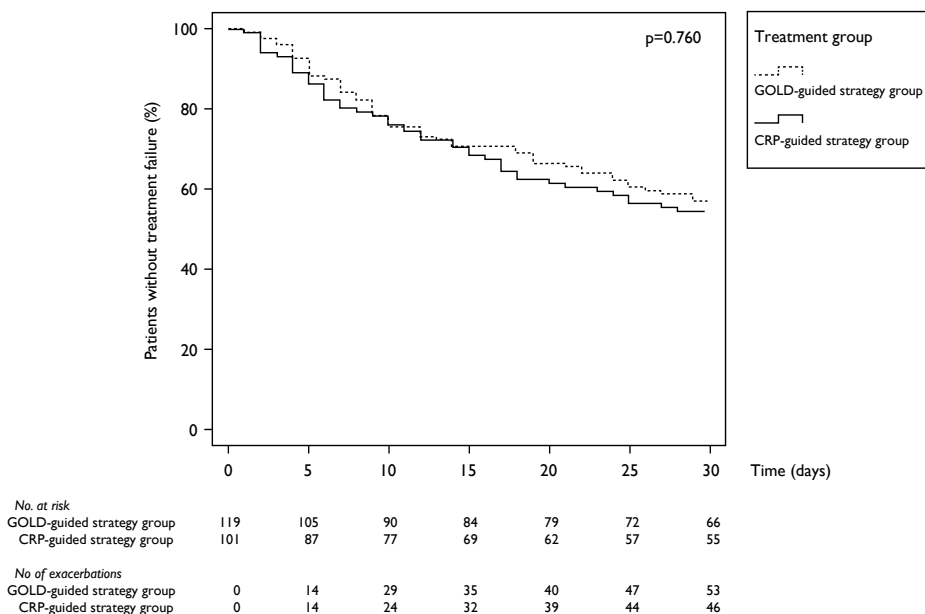 100
80
60
40
20
0
Patients without treatment failure (%)
p=0.760
Treatment group
GOLD-guided strategy group
CRP-guided strategy group
0 5 10 15 20 25 30 Time (days)
No. at risk
GOLD-guided strategy group 119 105 90 84 79 72 66
CRP-guided strategy group 101 87 77 69 62 57 55
No of exacerbations
GOLD-guided strategy group 0 14 29 35 40 47 53
CRP-guided strategy group 0 14 24 32 39 44 46